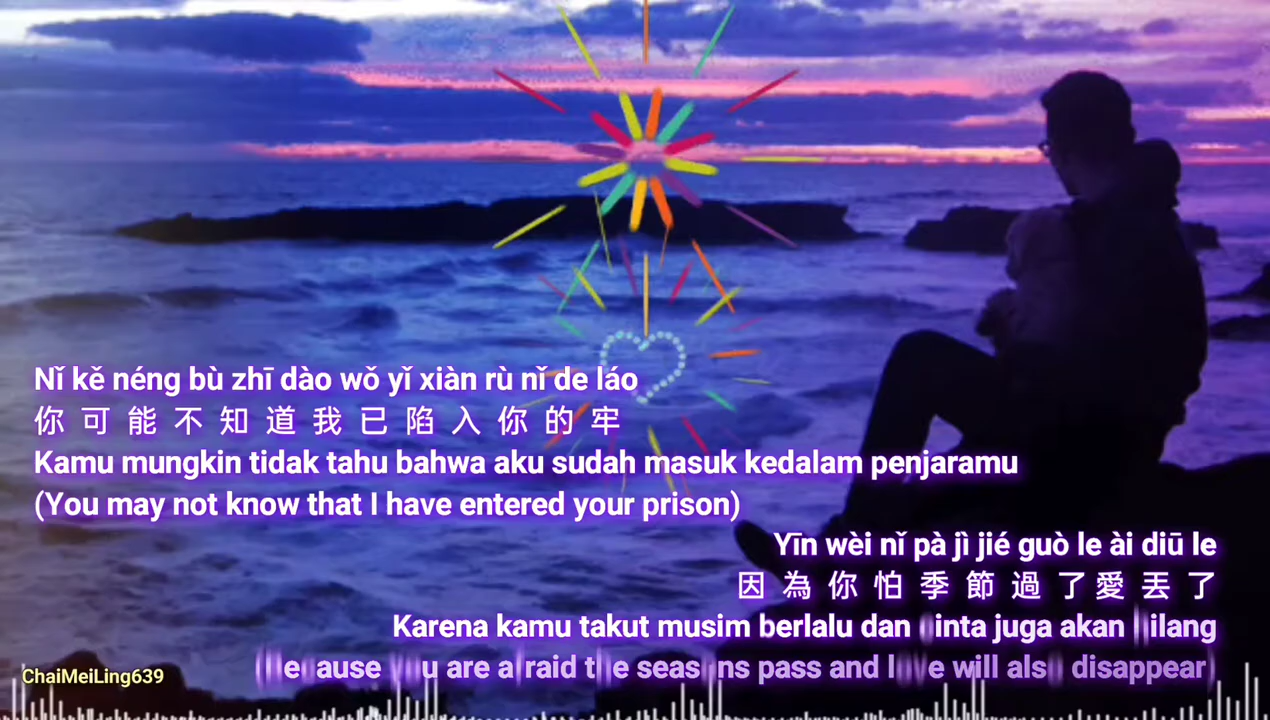 Nǐ kě néng bù zhī dào wǒ yǐ xiàn rù nǐ de láo
你可能不知道我已陷入你的牢
Kamu mungkin tidak tahu bahwa aku sudah masuk kedalam penjaramu
(You may not know that I have entered your prison)
Yīn wèi nǐ pà jì jié guò le ài diū le
因為你怕季節過了愛丟了
Karena kamu takut musim berlalu dan cinta juga akan hilang
(Because you are afraid the seasons pass and love will also disappear)
ChaiMeiLing639